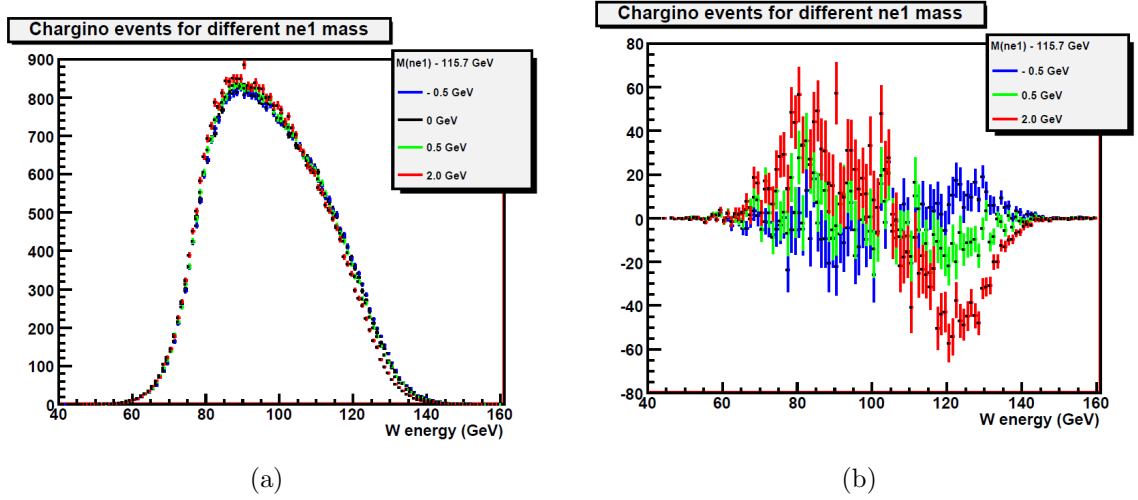 Chargino events for different ne1 mass
M(ne1) - 115.7 GeV
- 0.5 GeV
0 GeV
0.5 GeV
2.0 GeV
900
800
700
600
500
400
300
200
100
0
40 60 80 100 120 140 160
W energy (GeV)
(a)
Chargino events for different ne1 mass
M(ne1) - 115.7 GeV
- 0.5 GeV
0.5 GeV
2.0 GeV
80
60
40
20
0
-20
-40
-60
-80
40 60 80 100 120 140 160
W energy (GeV)
(b)